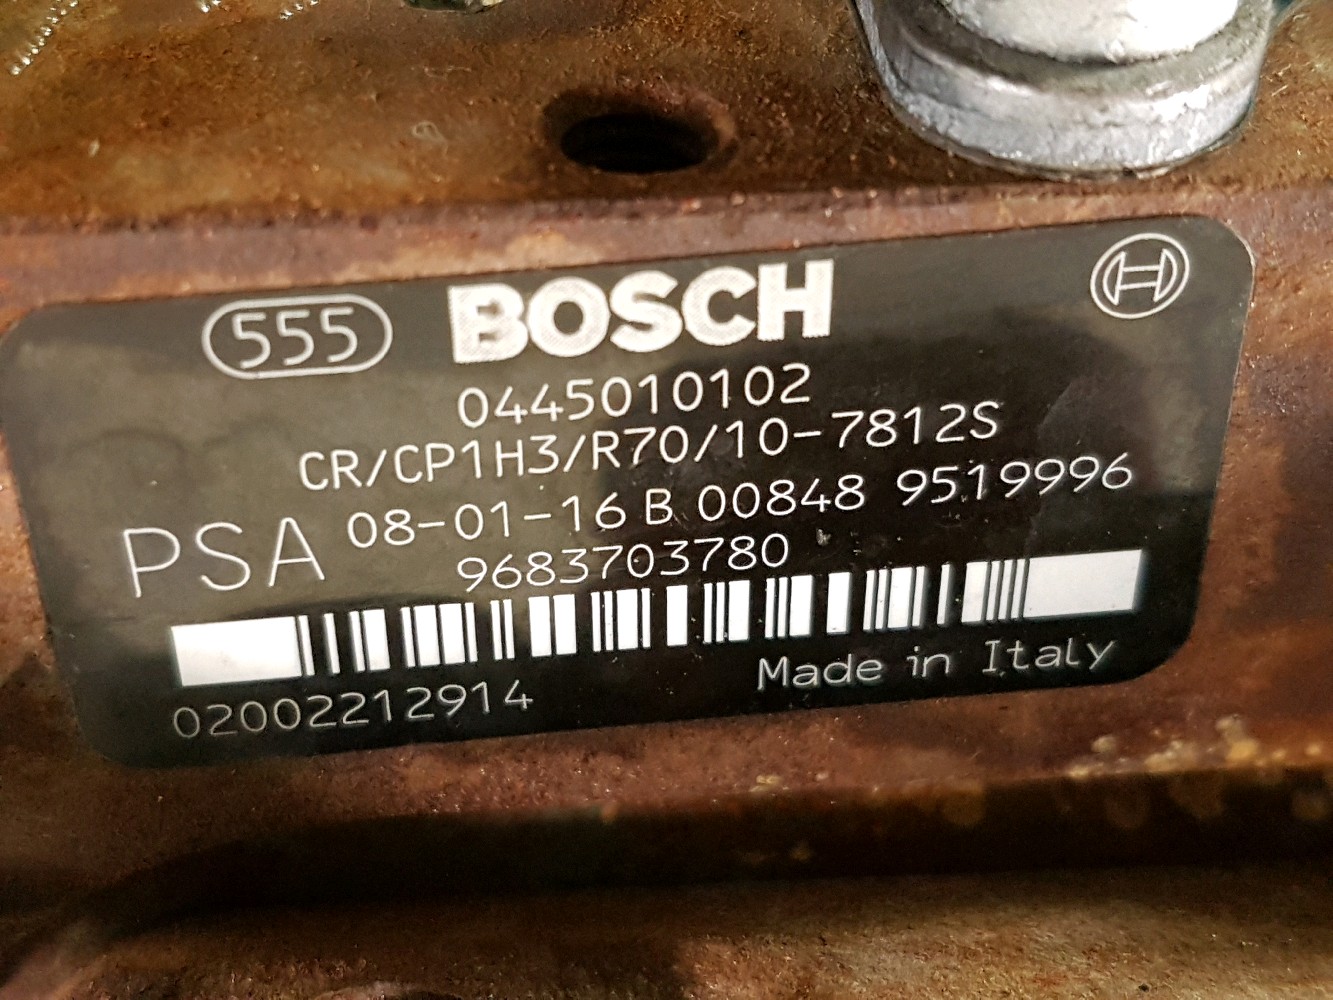 555 BOSCH
0445010102
CR/CP1H3/R70/10-7812S
PSA 08-01-16 B 00848 9519996
9683703780
02002212914 Made in Italy